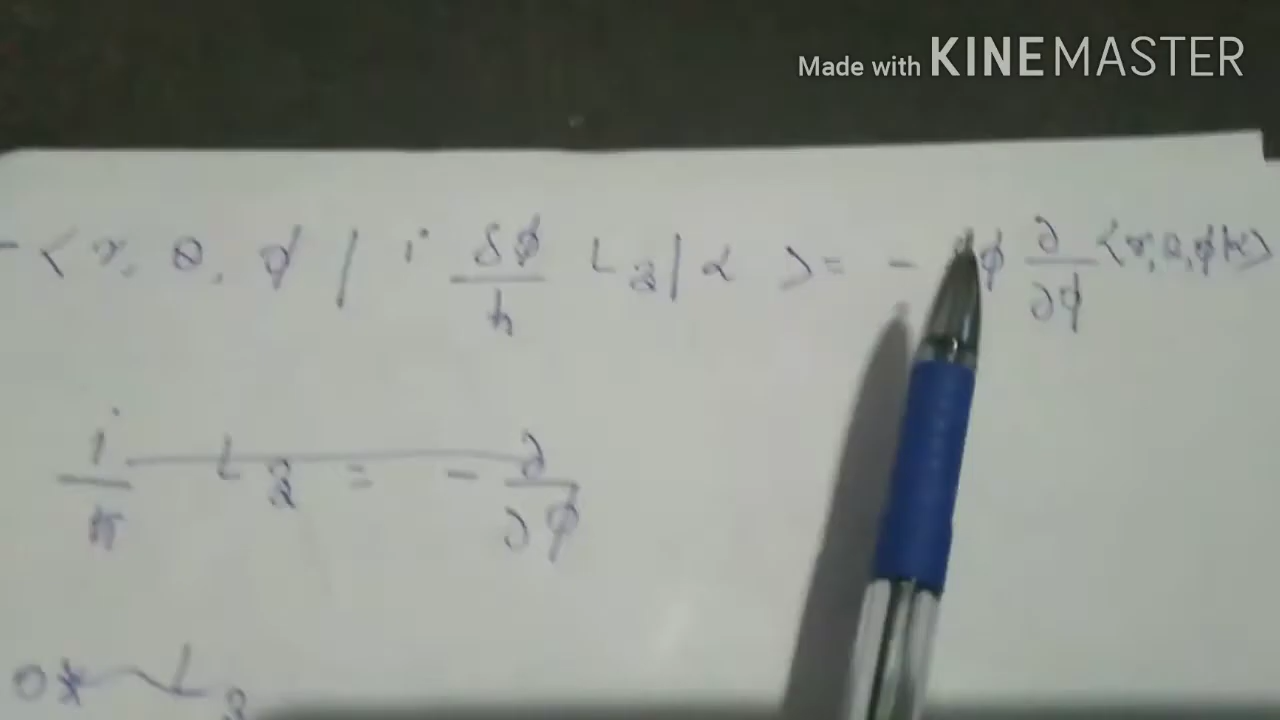 Made with KINEMASTER
- < r, θ, ϕ | i δϕ/ħ L_z | α > = - δϕ ∂/∂ϕ <r, θ, ϕ|α>
i/ħ L_z = - ∂/∂ϕ
or L_z